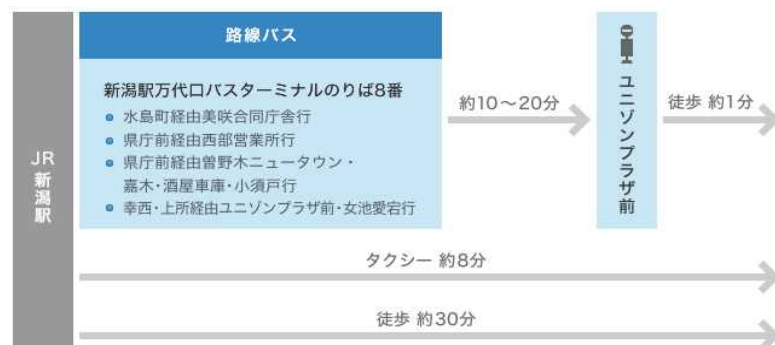 路線バス
新潟駅万代口バスターミナルのりば8番
水島町経由美咲合同庁舎行
県庁前経由西部営業所行
県庁前経由曽野木ニュータウン・
嘉木・酒屋車庫・小須戸行
幸西・上所経由ユニゾンプラザ前・女池愛宕行
約10～20分
ユニゾンプラザ前
徒歩 約1分
JR
新潟駅
タクシー 約8分
徒歩 約30分